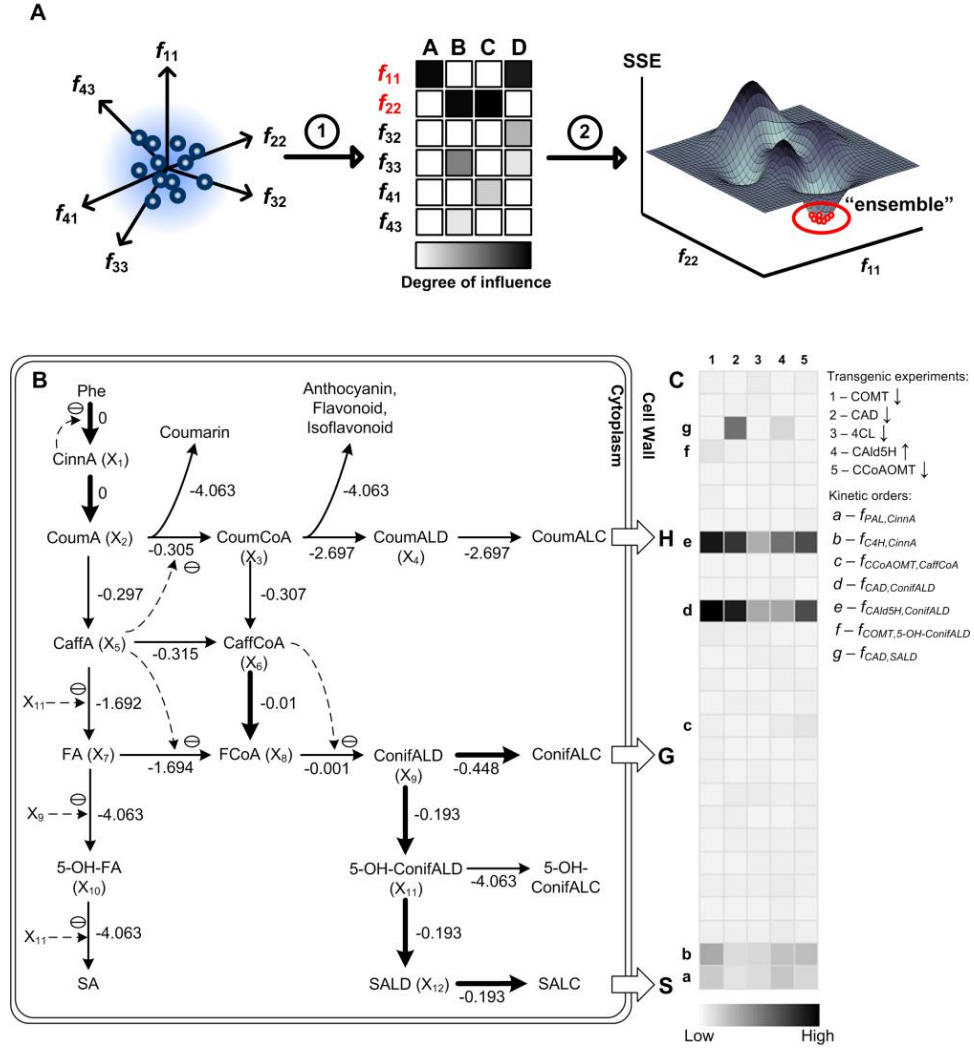 A
f11
f43
f22
f32
f41
f33
1
A B C D
f11
f22
f32
f33
f41
f43
Degree of influence
2
SSE
"ensemble"
f22
f11
B
Phe
⊖
0
CinnA (X1)
0
Coumarin
Anthocyanin,
Flavonoid,
Isoflavonoid
-4.063
-4.063
CoumA (X2)
-0.305
⊖
CoumCoA
(X3)
-2.697
CoumALD
(X4)
-2.697
CoumALC
H
-0.297
-0.307
CaffA (X5)
-0.315
CaffCoA
(X6)
X11
⊖
-1.692
-0.01
FA (X7)
⊖
-1.694
FCoA (X8)
⊖
-0.001
ConifALD
(X9)
-0.448
ConifALC
G
X9
⊖
-4.063
-0.193
5-OH-FA
(X10)
5-OH-ConifALD
(X11)
-4.063
5-OH-
ConifALC
X11
⊖
-4.063
-0.193
SA
SALD (X12)
-0.193
SALC
S
Cytoplasm
Cell Wall
C
1 2 3 4 5
g
f
e
d
c
b
a
Low High
Transgenic experiments:
1 – COMT ↓
2 – CAD ↓
3 – 4CL ↓
4 – CAld5H ↑
5 – CCoAOMT ↓
Kinetic orders:
a – fPAL,CinnA
b – fC4H,CinnA
c – fCCoAOMT,CaffCoA
d – fCAD,ConifALD
e – fCAld5H,ConifALD
f – fCOMT,5-OH-ConifALD
g – fCAD,SALD